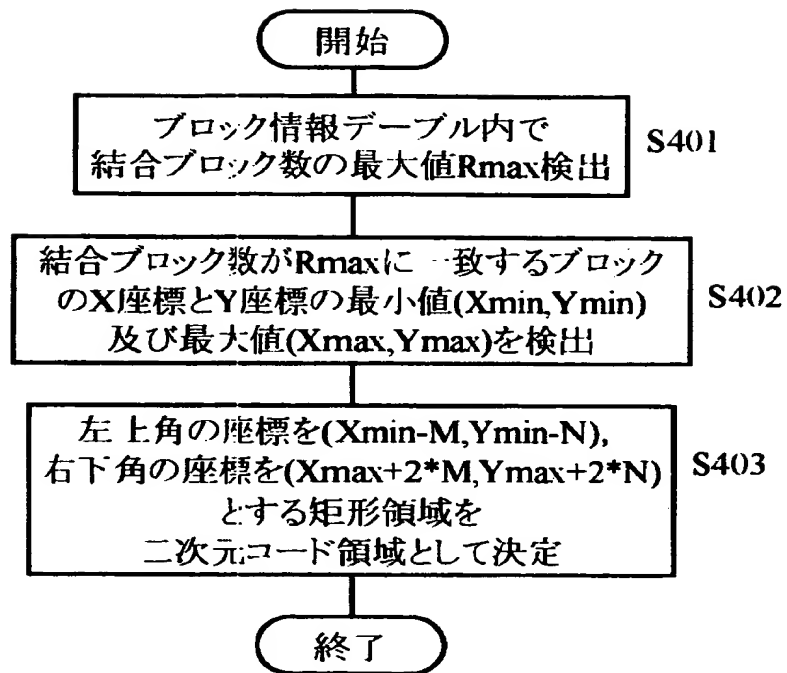 開始
ブロック情報デーブル内で
結合ブロック数の最大値Rmax検出
S401
結合ブロック数がRmaxに一致するブロック
のX座標とY座標の最小値(Xmin,Ymin)
及び最大値(Xmax,Ymax)を検出
S402
左上角の座標を(Xmin-M,Ymin-N),
右下角の座標を(Xmax+2*M,Ymax+2*N)
とする矩形領域を
二次元コード領域として決定
S403
終了